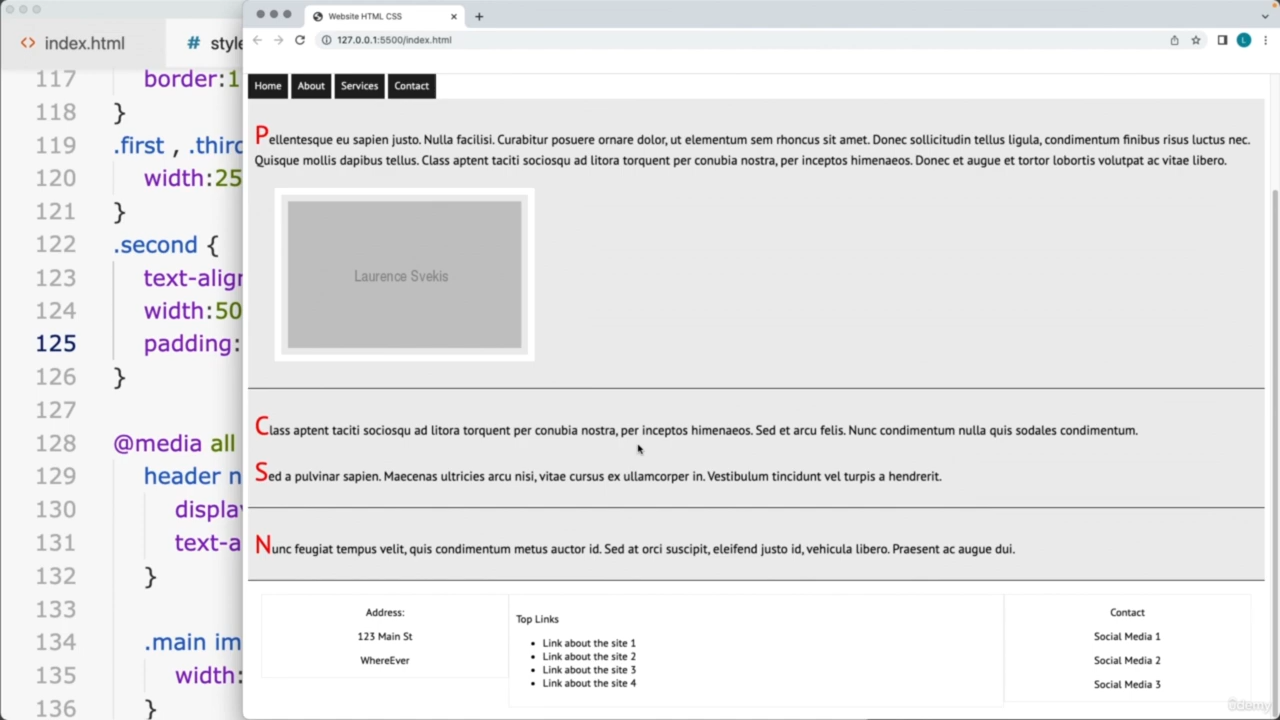 index.html
# style
Website HTML CSS
127.0.0.1:5500/index.html
L
117 border:1
118 }
119 .first , .third
120 width:25
121 }
122 .second {
123 text-align
124 width:50
125 padding:
126 }
127
128 @media all
129 header n
130 display
131 text-a
132 }
133
134 .main im
135 width:
136 }
Home About Services Contact
Pellentesque eu sapien justo. Nulla facilisi. Curabitur posuere ornare dolor, ut elementum sem rhoncus sit amet. Donec sollicitudin tellus ligula, condimentum finibus risus luctus nec.
Quisque mollis dapibus tellus. Class aptent taciti sociosqu ad litora torquent per conubia nostra, per inceptos himenaeos. Donec et augue et tortor lobortis volutpat ac vitae libero.
Laurence Svekis
Class aptent taciti sociosqu ad litora torquent per conubia nostra, per inceptos himenaeos. Sed et arcu felis. Nunc condimentum nulla quis sodales condimentum.
Sed a pulvinar sapien. Maecenas ultricies arcu nisi, vitae cursus ex ullamcorper in. Vestibulum tincidunt vel turpis a hendrerit.
Nunc feugiat tempus velit, quis condimentum metus auctor id. Sed at orci suscipit, eleifend justo id, vehicula libero. Praesent ac augue dui.
Address:
123 Main St
WhereEver
Top Links
• Link about the site 1
• Link about the site 2
• Link about the site 3
• Link about the site 4
Contact
Social Media 1
Social Media 2
Social Media 3
ûdemy